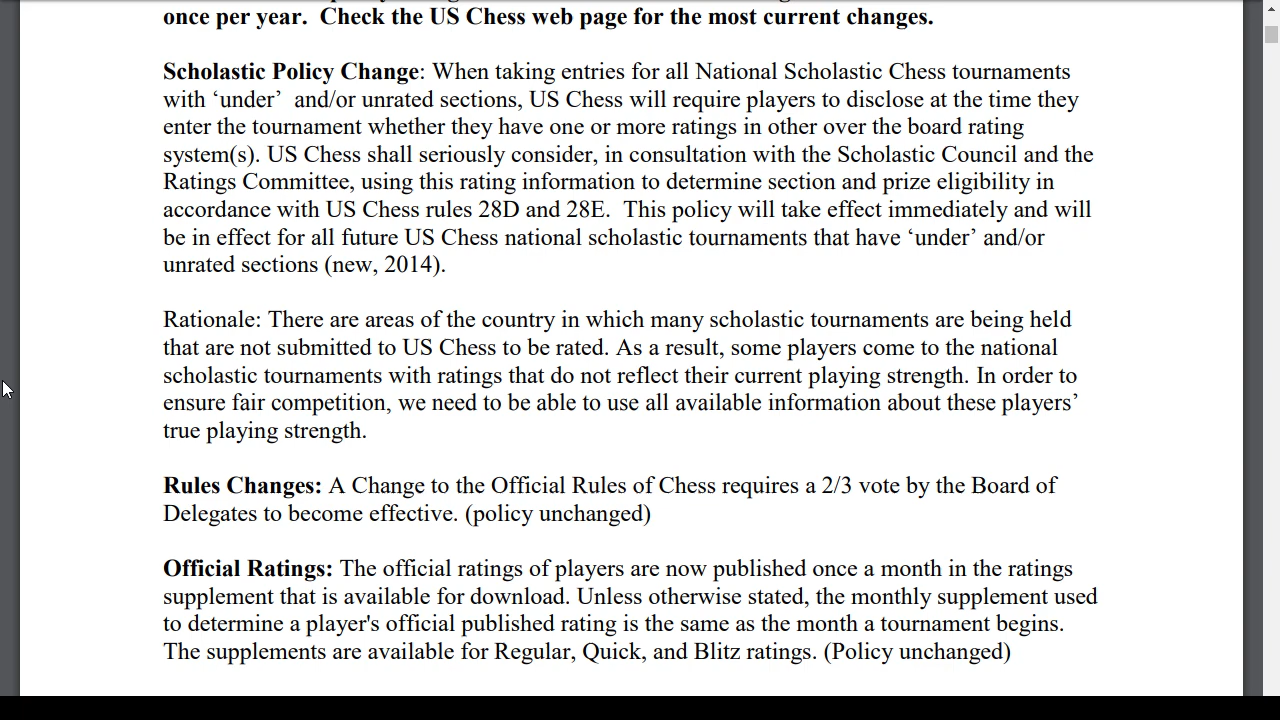 once per year.  Check the US Chess web page for the most current changes.
Scholastic Policy Change: When taking entries for all National Scholastic Chess tournaments
with ‘under’  and/or unrated sections, US Chess will require players to disclose at the time they
enter the tournament whether they have one or more ratings in other over the board rating
system(s). US Chess shall seriously consider, in consultation with the Scholastic Council and the
Ratings Committee, using this rating information to determine section and prize eligibility in
accordance with US Chess rules 28D and 28E.  This policy will take effect immediately and will
be in effect for all future US Chess national scholastic tournaments that have ‘under’ and/or
unrated sections (new, 2014).
Rationale: There are areas of the country in which many scholastic tournaments are being held
that are not submitted to US Chess to be rated. As a result, some players come to the national
scholastic tournaments with ratings that do not reflect their current playing strength. In order to
ensure fair competition, we need to be able to use all available information about these players’
true playing strength.
Rules Changes: A Change to the Official Rules of Chess requires a 2/3 vote by the Board of
Delegates to become effective. (policy unchanged)
Official Ratings: The official ratings of players are now published once a month in the ratings
supplement that is available for download. Unless otherwise stated, the monthly supplement used
to determine a player's official published rating is the same as the month a tournament begins.
The supplements are available for Regular, Quick, and Blitz ratings. (Policy unchanged)